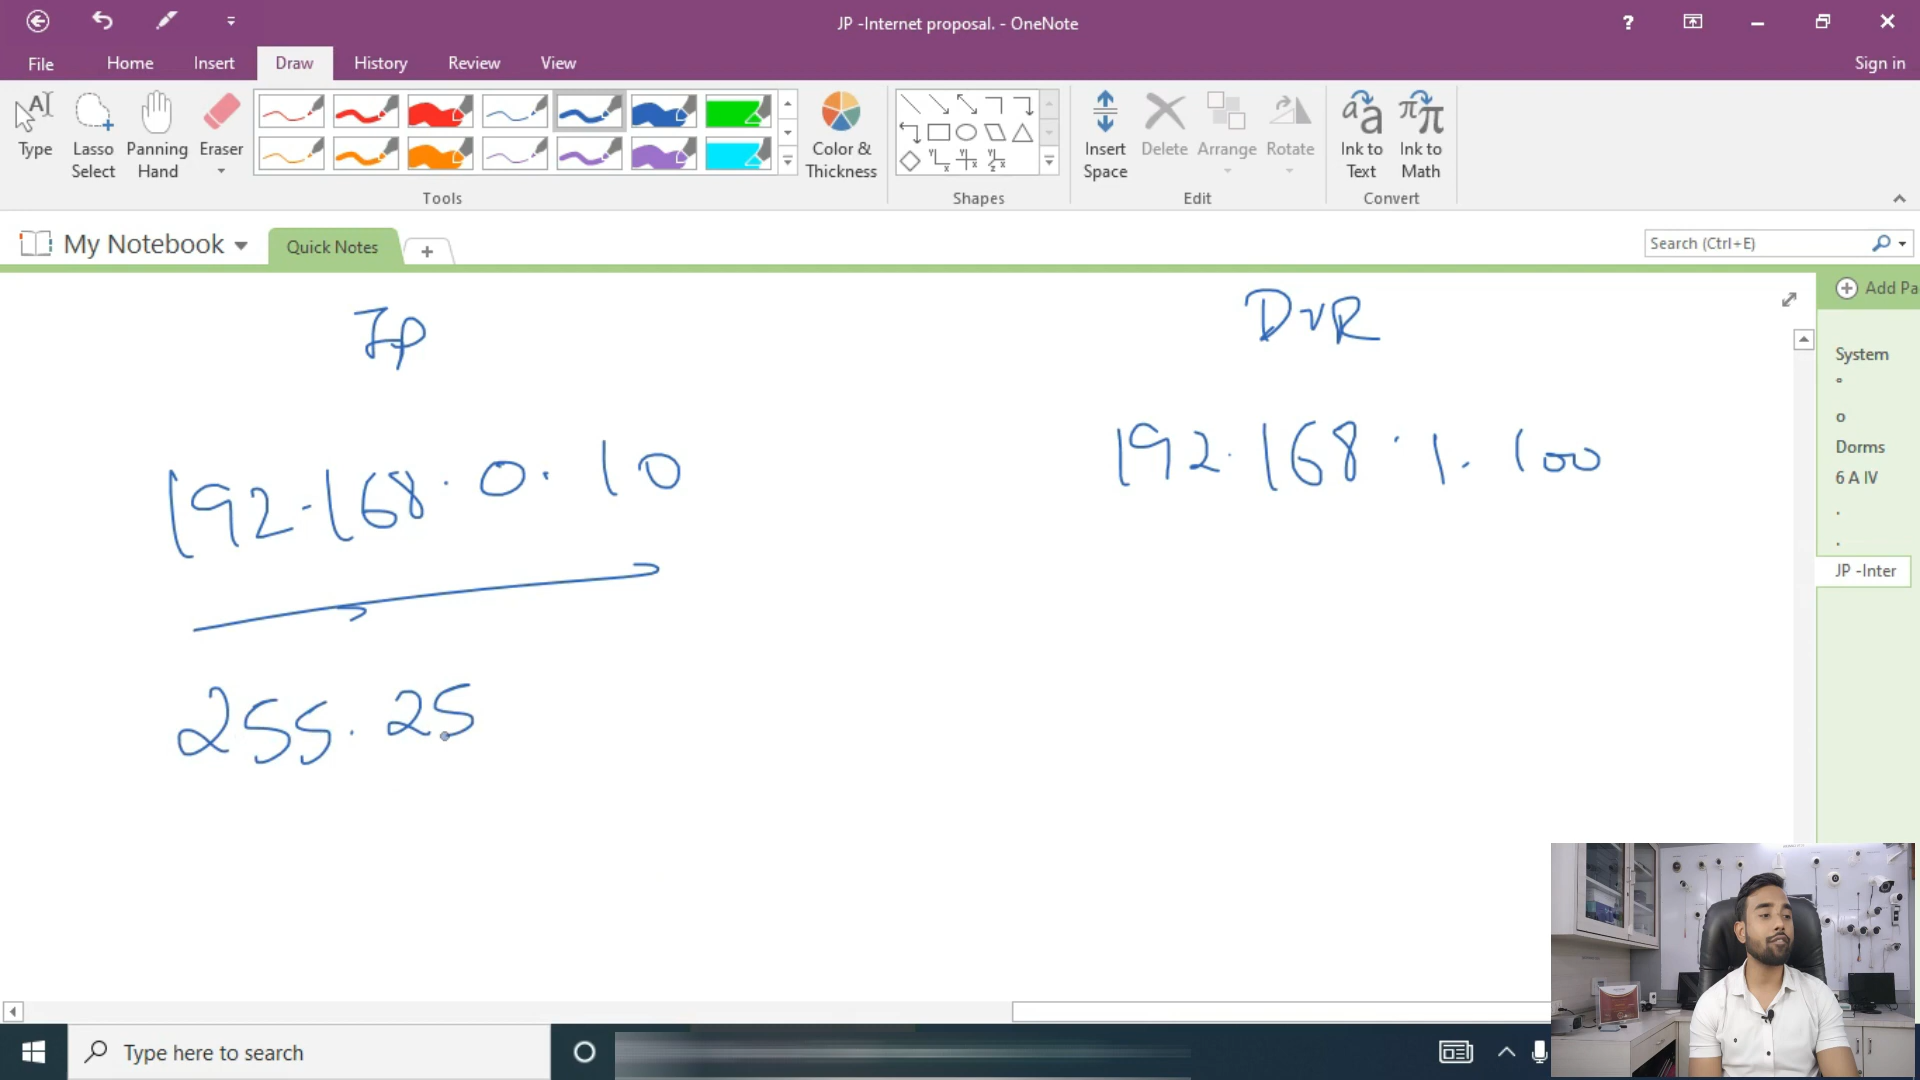 JP -Internet proposal. - OneNote
?
File
Home
Insert
Draw
History
Review
View
Sign in
Type
Lasso Select
Panning Hand
Eraser
Color & Thickness
Insert Space
Delete
Arrange
Rotate
Ink to Text
Ink to Math
Tools
Shapes
Edit
Convert
My Notebook
Quick Notes
Search (Ctrl+E)
Add Pa
System
Dorms
6 A IV
JP -Inter
IP
DVR
192.168.0.10
192.168.1.100
255.25
Type here to search